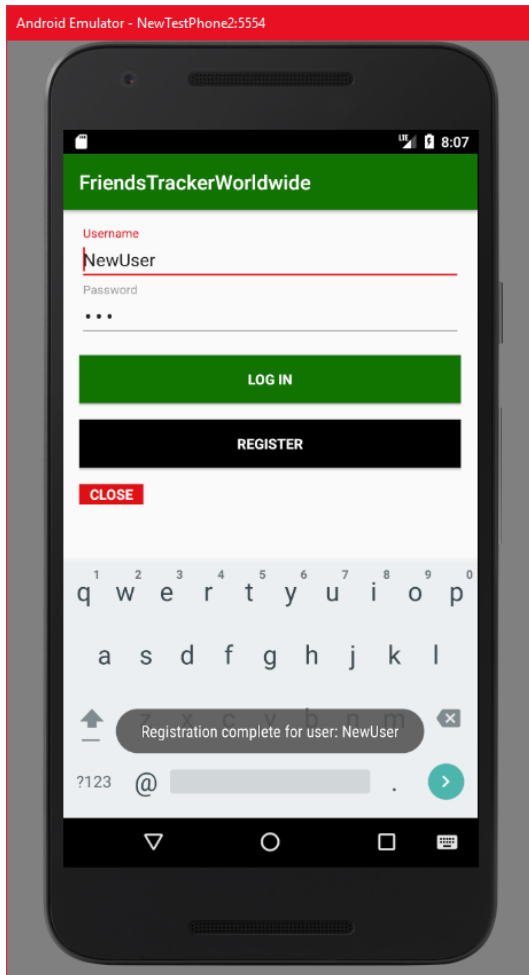 Android Emulator - NewTestPhone2:5554
LTE 8:07
FriendsTrackerWorldwide
Username
NewUser
Password
•••
LOG IN
REGISTER
CLOSE
1 2 3 4 5 6 7 8 9 0
q w e r t y u i o p
a s d f g h j k l
z x c v b n m
Registration complete for user: NewUser
?123 @ .